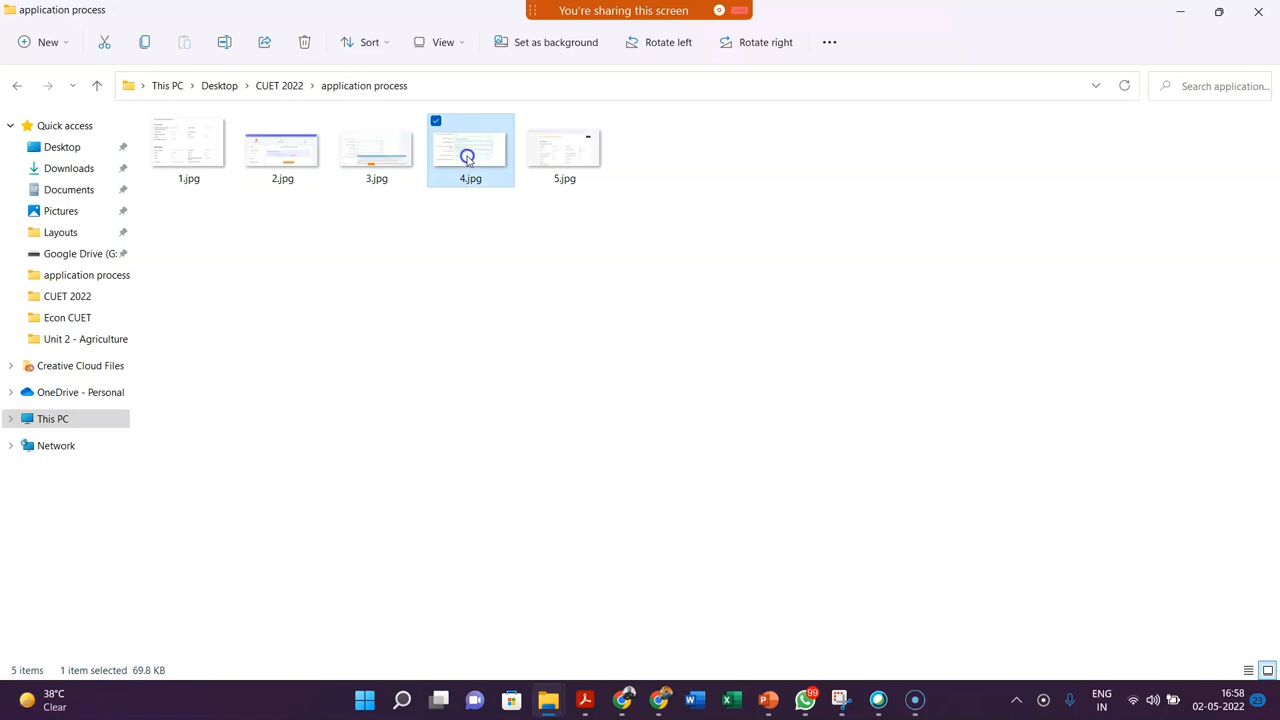 application process
You're sharing this screen
New
Sort
View
Set as background
Rotate left
Rotate right
This PC
Desktop
CUET 2022
application process
Search application...
Quick access
Desktop
Downloads
Documents
Pictures
Layouts
Google Drive (G:
application process
CUET 2022
Econ CUET
Unit 2 - Agriculture
Creative Cloud Files
OneDrive - Personal
This PC
Network
1.jpg
2.jpg
3.jpg
4.jpg
5.jpg
5 items
1 item selected 69.8 KB
38°C
Clear
99
ENG
IN
16:58
02-05-2022
23